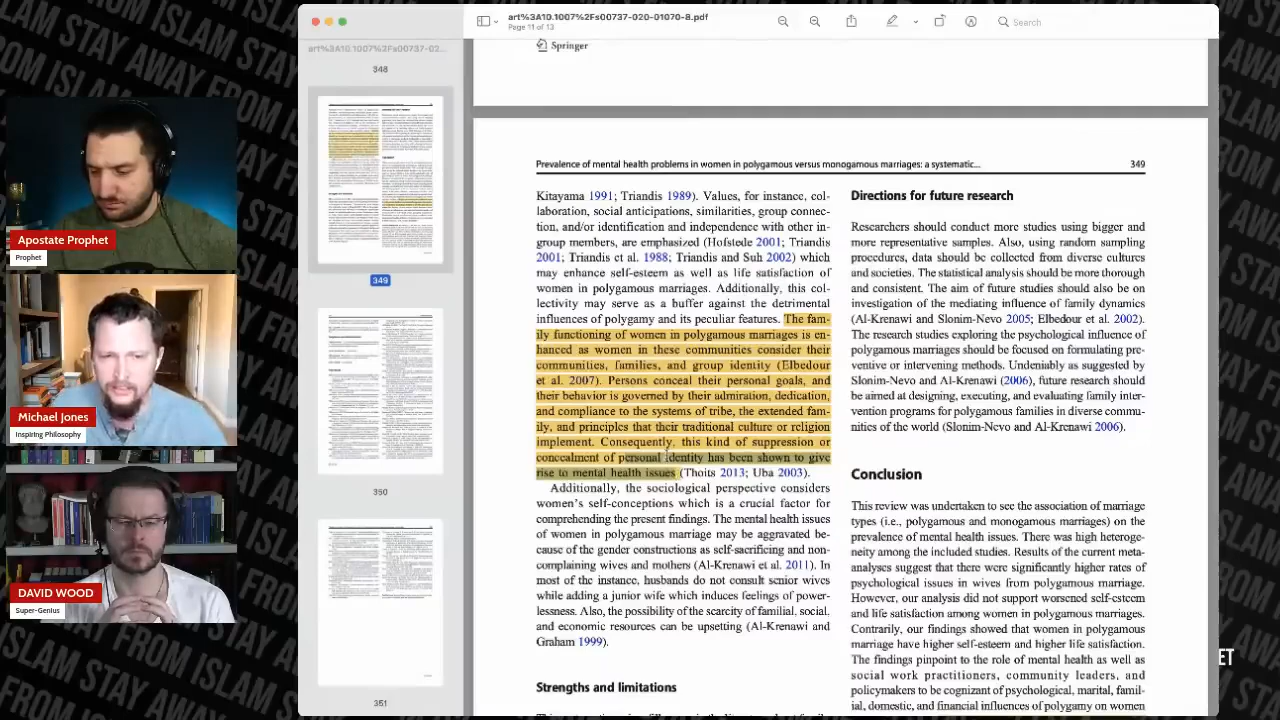 art%3A10.1007%2Fs00737-020-01070-8.pdf
Page 11 of 13
Search
art%3A10.1007%2Fs00737-02...
348
349
350
351
Apostate Prophet
Prophet
Michael Jones
Inspiring Philosophy
DAVID WOOD
Super-Genius
Springer
Prevalence of mental health problems in women in polygamous versus monogamous marriages: a systematic...
349
Kitayama 1991; Triandis 1989). Values, for instance, col-
laboration, social participations, similarities, group connec-
tion, and/or identification and independence with other in-
group members, are emphasized (Hofstede 2001; Triandis
2001; Triandis et al. 1988; Triandis and Suh 2002) which
may enhance self-esteem as well as life satisfaction of
women in polygamous marriages. Additionally, this col-
lectivity may serve as a buffer against the detrimental
influences of polygamy and its peculiar features. The fam-
ily functioning of women in polygamous marriages is en-
hanced as women in these communities consider their
communities, families, and group identity (Elbedour
et al. 2007). Persons conceal their personal goals, and
their behavior is governed by their admiration, dedication,
and compliance to the systems of tribe, the extended fam-
ily, and principles that their traditional culture or religion
implement. Consequently, this kind of suppression or
concealment of personal identity has been shown to give
rise to mental health issues (Thoits 2013; Uba 2003).
Additionally, the sociological perspective considers
women's self-conceptions which is a crucial factor for
comprehending the present findings. The mental health issues
of women in polygamous marriage may be aggravated be-
cause of the gender constructions as self-sacrificing and non-
complaining wives and mothers (Al-Krenawi et al. 2011). In
most of the instance, husbands do not consult senior wives
while adding a junior wife which induces feelings of power-
lessness. Also, the possibility of the scarcity of familial, social,
and economic resources can be upsetting (Al-Krenawi and
Graham 1999).
Strengths and limitations
Directions for future research
Researchers should conduct more studies using bigger and
more representative samples. Also, using random sampling
procedures, data should be collected from diverse cultures
and societies. The statistical analysis should be more thorough
and consistent. The aim of future studies should also be on
investigation of the mediating influence of family dynamics
(Al-Krenawi and Slonim-Nevo 2005; Elbedour et al. 2002).
The researches exploring the psychological influence of
polygamous marriages should be focused on formulating pre-
ventive or intervening methods. Undeniably as suggested by
Slonim-Nevo and Al-Krenawi (2006), future research should
be aimed at designing, executing, and evaluating family inter-
vention programs for polygamous families in diverse commu-
nities of the world (Slonim-Nevo and Al-Krenawi 2006).
Conclusion
This review was undertaken to see the association of marriage
types (i.e., polygamous and monogamous marriages) on the
prevalence of mental health issues. There was high heteroge-
neity among the included studies. Results of the current meta-
analyses suggest that there were significantly higher rates of
psychological issues in wives from polygamous marriage.
However, our analysis did not support worsened self-esteem
and life satisfaction among women in polygamous marriages.
Contrarily, our findings showed that women in polygamous
marriage have higher self-esteem and higher life satisfaction.
The findings pinpoint to the role of mental health as well as
social work practitioners, community leaders, and
policymakers to be cognizant of psychological, marital, famil-
ial, domestic, and financial influences of polygamy on women